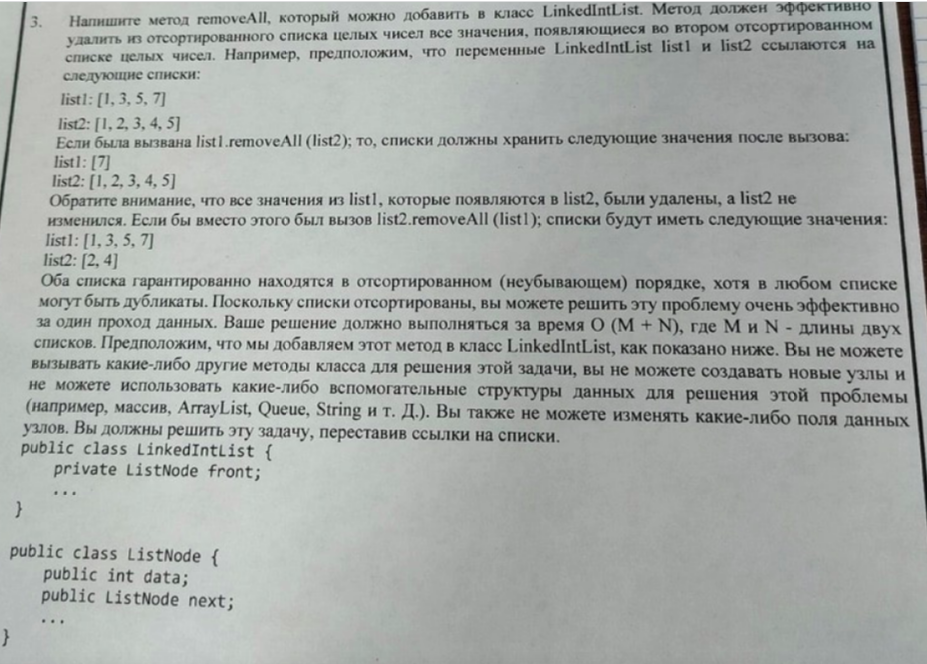 3. Напишите метод removeAll, который можно добавить в класс LinkedIntList. Метод должен эффективно
удалить из отсортированного списка целых чисел все значения, появляющиеся во втором отсортированном
списке целых чисел. Например, предположим, что переменные LinkedIntList list1 и list2 ссылаются на
следующие списки:
list1: [1, 3, 5, 7]
list2: [1, 2, 3, 4, 5]
Если была вызвана list1.removeAll (list2); то, списки должны хранить следующие значения после вызова:
list1: [7]
list2: [1, 2, 3, 4, 5]
Обратите внимание, что все значения из list1, которые появляются в list2, были удалены, а list2 не
изменился. Если бы вместо этого был вызов list2.removeAll (list1); списки будут иметь следующие значения:
list1: [1, 3, 5, 7]
list2: [2, 4]
Оба списка гарантированно находятся в отсортированном (неубывающем) порядке, хотя в любом списке
могут быть дубликаты. Поскольку списки отсортированы, вы можете решить эту проблему очень эффективно
за один проход данных. Ваше решение должно выполняться за время O (M + N), где M и N - длины двух
списков. Предположим, что мы добавляем этот метод в класс LinkedIntList, как показано ниже. Вы не можете
вызывать какие-либо другие методы класса для решения этой задачи, вы не можете создавать новые узлы и
не можете использовать какие-либо вспомогательные структуры данных для решения этой проблемы
(например, массив, ArrayList, Queue, String и т. Д.). Вы также не можете изменять какие-либо поля данных
узлов. Вы должны решить эту задачу, переставив ссылки на списки.
public class LinkedIntList {
private ListNode front;
...
}
public class ListNode {
public int data;
public ListNode next;
...
}